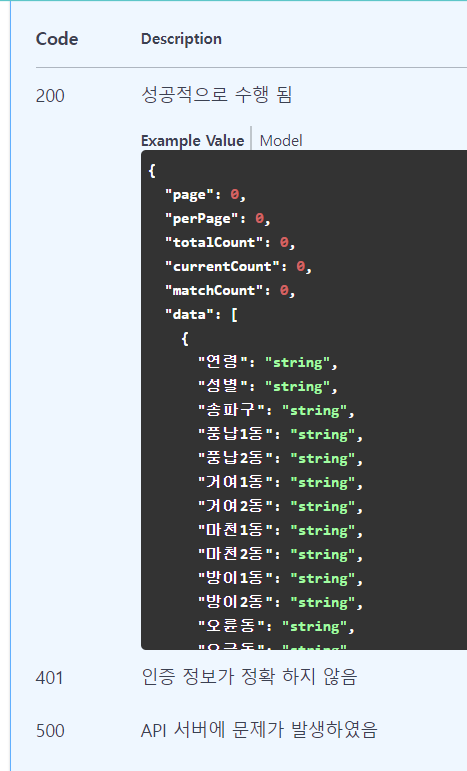 Code Description
200 성공적으로 수행 됨
Example Value Model
{
"page": 0,
"perPage": 0,
"totalCount": 0,
"currentCount": 0,
"matchCount": 0,
"data": [
{
"연령": "string",
"성별": "string",
"송파구": "string",
"풍납1동": "string",
"풍납2동": "string",
"거여1동": "string",
"거여2동": "string",
"마천1동": "string",
"마천2동": "string",
"방이1동": "string",
"방이2동": "string",
"오륜동": "string",
401 인증 정보가 정확 하지 않음
500 API 서버에 문제가 발생하였음